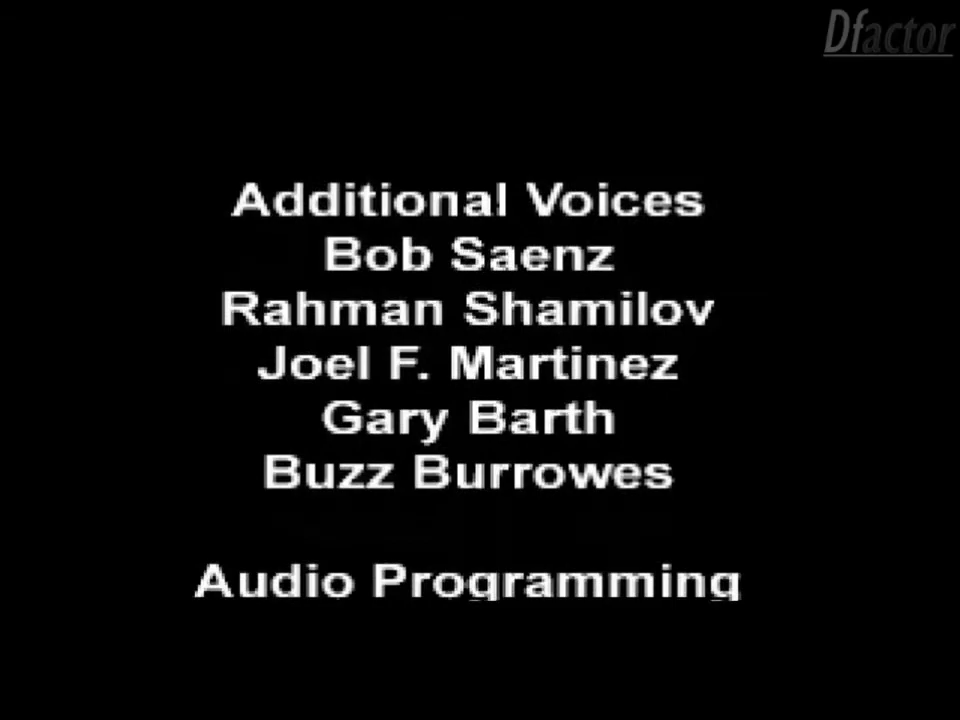 Dfactor
Additional Voices
Bob Saenz
Rahman Shamilov
Joel F. Martinez
Gary Barth
Buzz Burrowes
Audio Programming